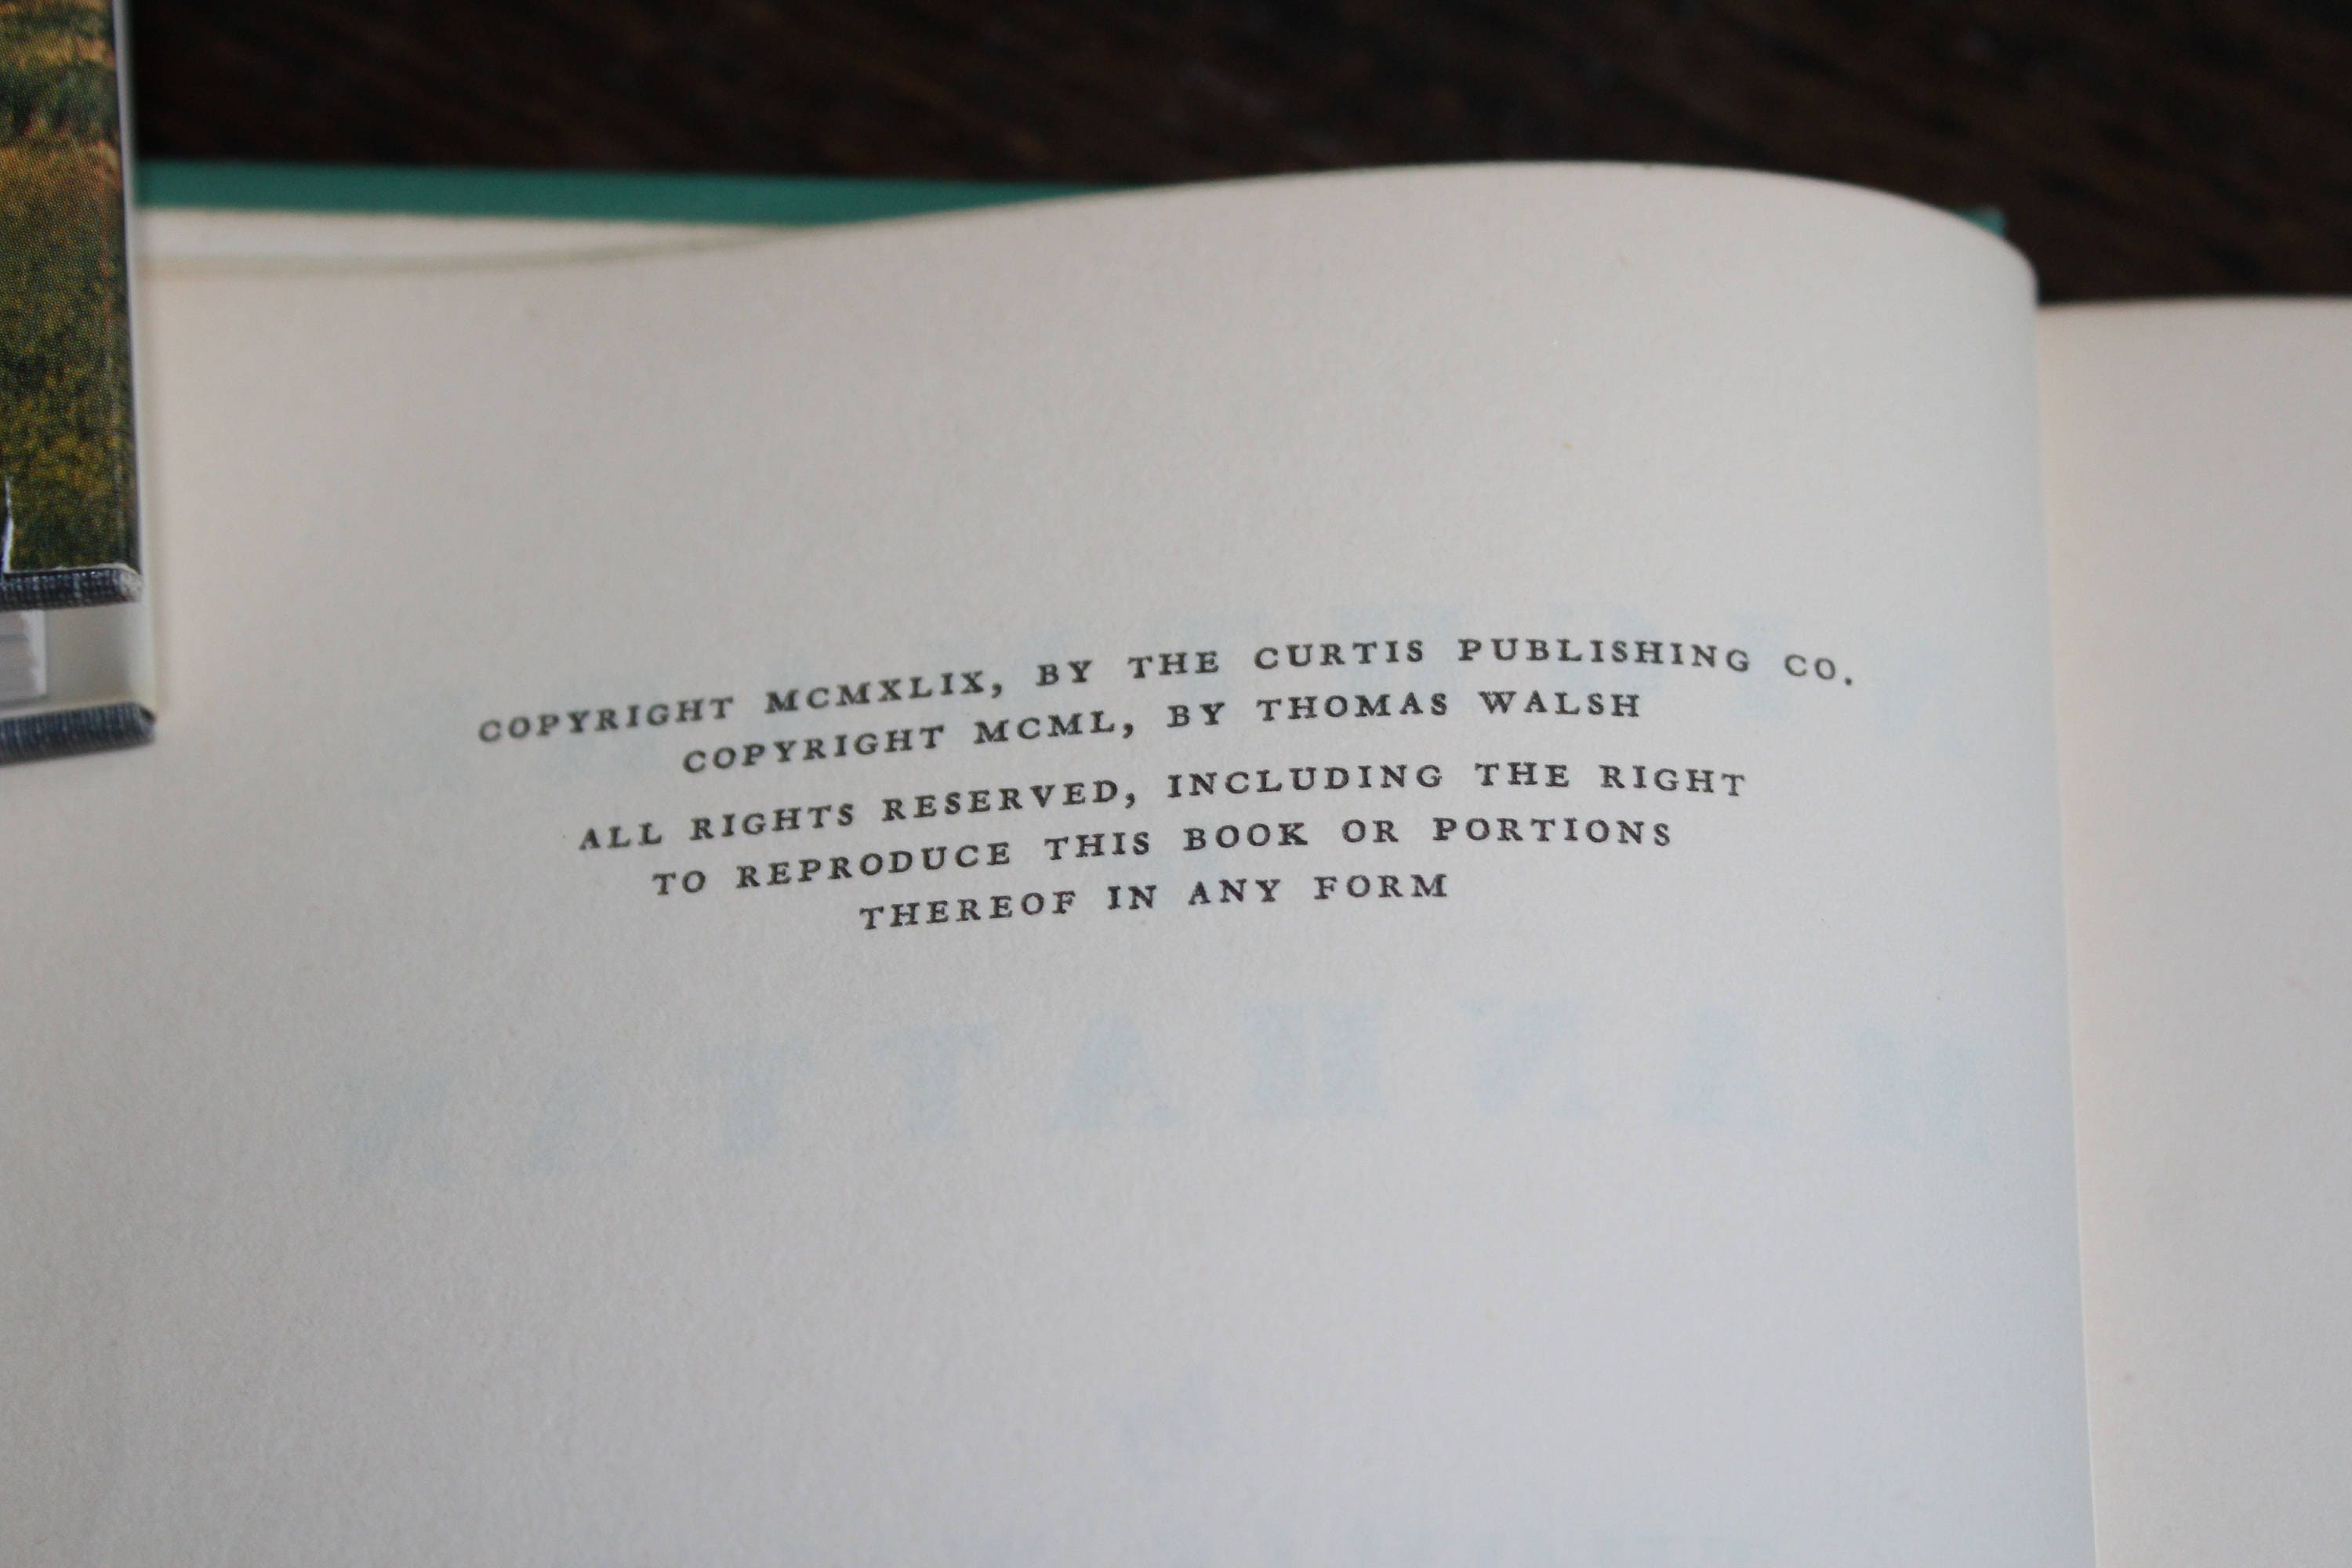 COPYRIGHT MCMXLIX, BY THE CURTIS PUBLISHING CO.
COPYRIGHT MCML, BY THOMAS WALSH
ALL RIGHTS RESERVED, INCLUDING THE RIGHT
TO REPRODUCE THIS BOOK OR PORTIONS
THEREOF IN ANY FORM